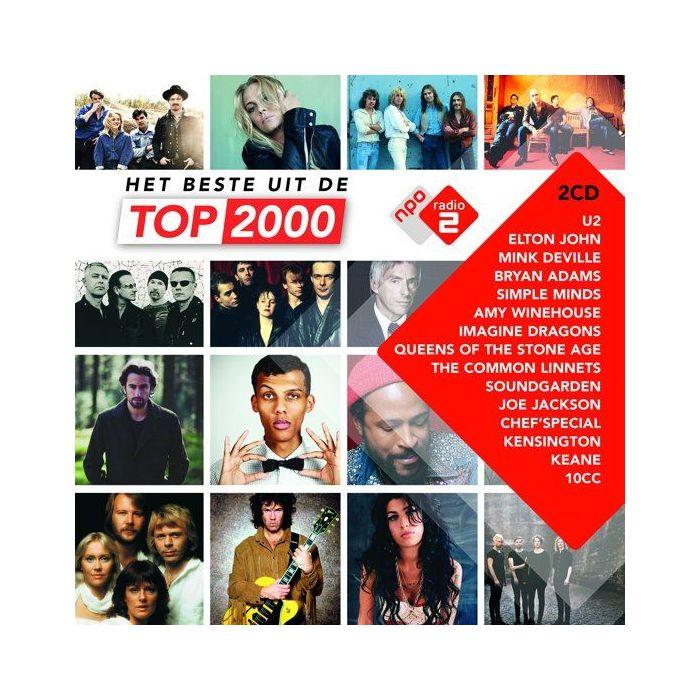 HET BESTE UIT DE
TOP 2000
npo
radio
2
2CD
U2
ELTON JOHN
MINK DEVILLE
BRYAN ADAMS
SIMPLE MINDS
AMY WINEHOUSE
IMAGINE DRAGONS
QUEENS OF THE STONE AGE
THE COMMON LINNETS
SOUNDGARDEN
JOE JACKSON
CHEF'SPECIAL
KENSINGTON
KEANE
10CC